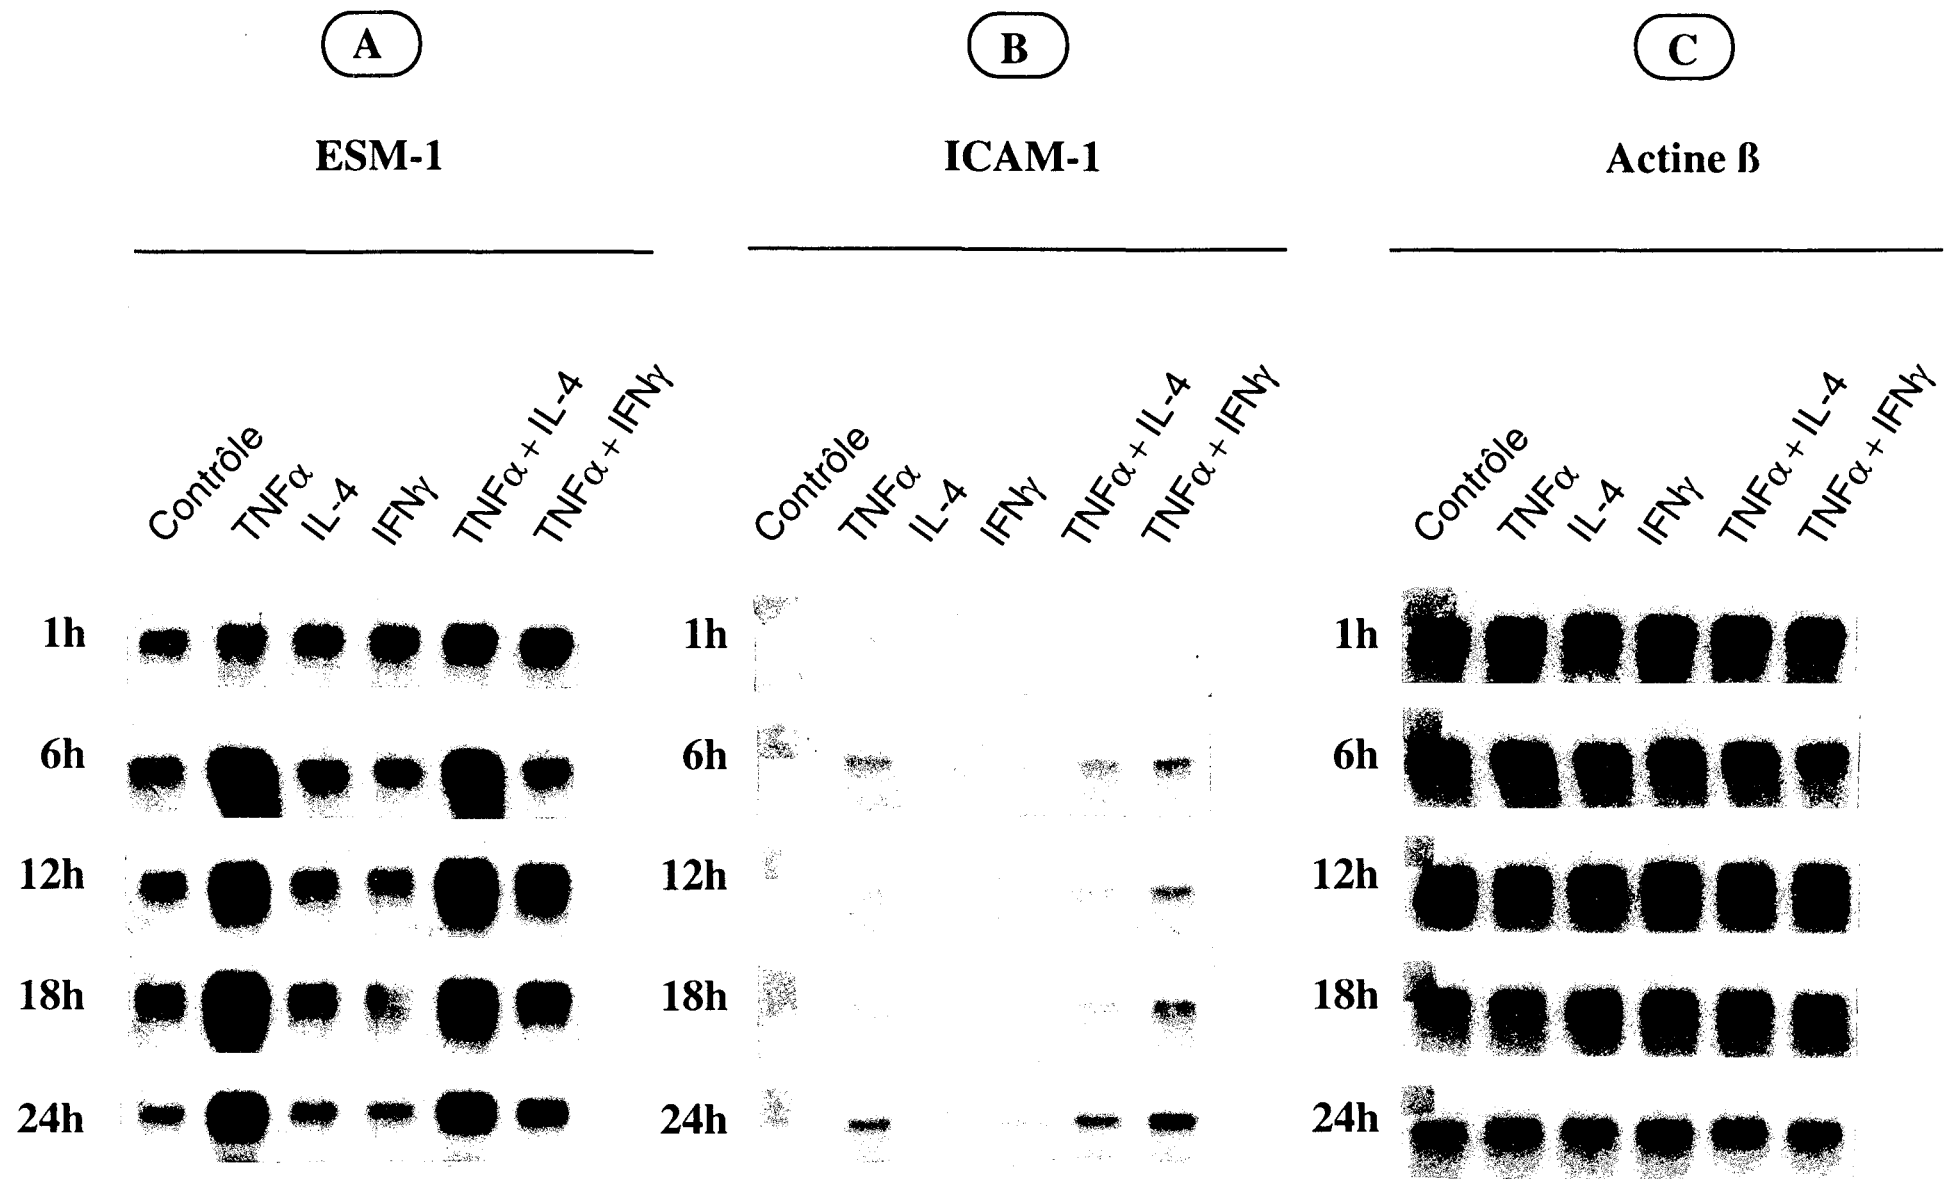 A
B
C
ESM-1
ICAM-1
Actine ß
Contrôle
TNFα
IL-4
IFNγ
TNFα + IL-4
TNFα + IFNγ
Contrôle
TNFα
IL-4
IFNγ
TNFα + IL-4
TNFα + IFNγ
Contrôle
TNFα
IL-4
IFNγ
TNFα + IL-4
TNFα + IFNγ
1h
1h
1h
6h
6h
6h
12h
12h
12h
18h
18h
18h
24h
24h
24h